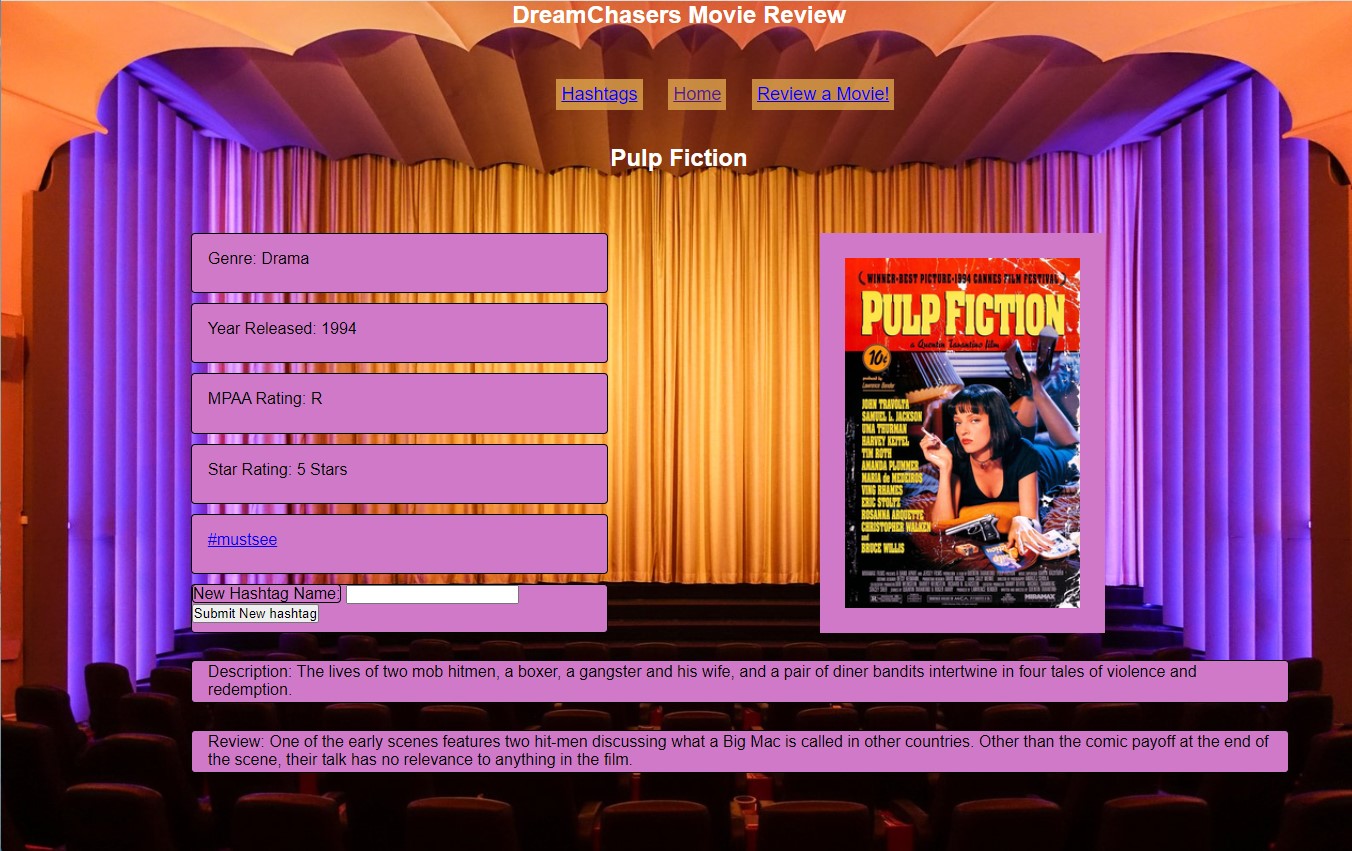 DreamChasers Movie Review
Hashtags Home Review a Movie!
Pulp Fiction
Genre: Drama
Year Released: 1994
MPAA Rating: R
Star Rating: 5 Stars
#mustsee
New Hashtag Name:
Submit New hashtag
WINNER-BEST PICTURE-1994 CANNES FILM FESTIVAL
PULP FICTION
a Quentin Tarantino film
10¢
produced by
Lawrence Bender
JOHN TRAVOLTA
SAMUEL L. JACKSON
UMA THURMAN
HARVEY KEITEL
TIM ROTH
AMANDA PLUMMER
MARIA de MEDEIROS
VING RHAMES
ERIC STOLTZ
ROSANNA ARQUETTE
CHRISTOPHER WALKEN
and
BRUCE WILLIS
MIRAMAX
Description: The lives of two mob hitmen, a boxer, a gangster and his wife, and a pair of diner bandits intertwine in four tales of violence and
redemption.
Review: One of the early scenes features two hit-men discussing what a Big Mac is called in other countries. Other than the comic payoff at the end of
the scene, their talk has no relevance to anything in the film.